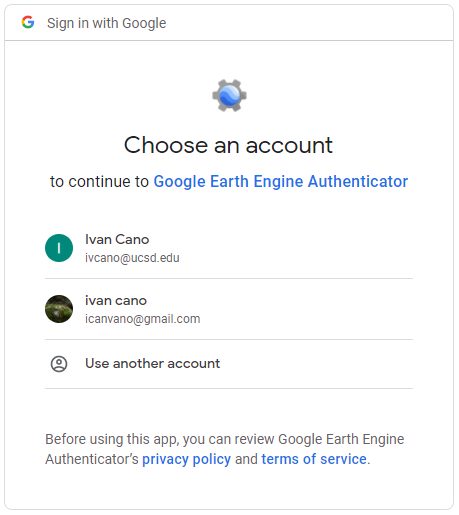 Sign in with Google
Choose an account
to continue to Google Earth Engine Authenticator
I
Ivan Cano
ivcano@ucsd.edu
ivan cano
icanvano@gmail.com
Use another account
Before using this app, you can review Google Earth Engine
Authenticator’s privacy policy and terms of service.